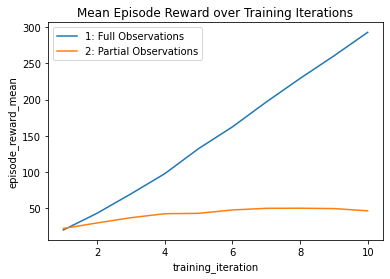 Mean Episode Reward over Training Iterations
1: Full Observations
2: Partial Observations
episode_reward_mean
300
250
200
150
100
50
2 4 6 8 10
training_iteration